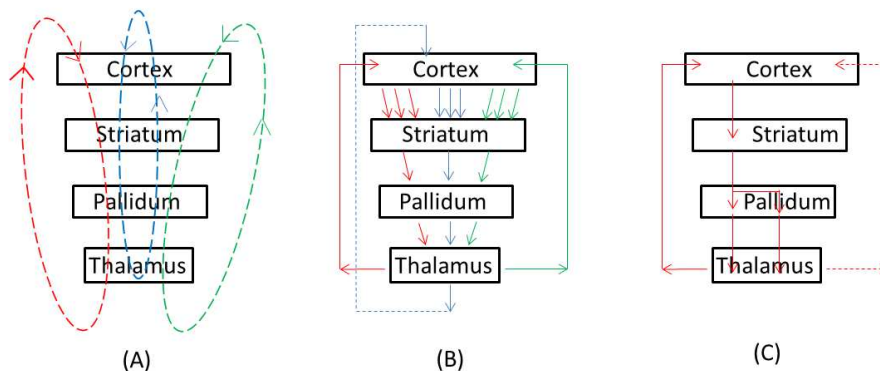 Cortex
Striatum
Pallidum
Thalamus
(A)
Cortex
Striatum
Pallidum
Thalamus
(B)
Cortex
Striatum
Pallidum
Thalamus
(C)